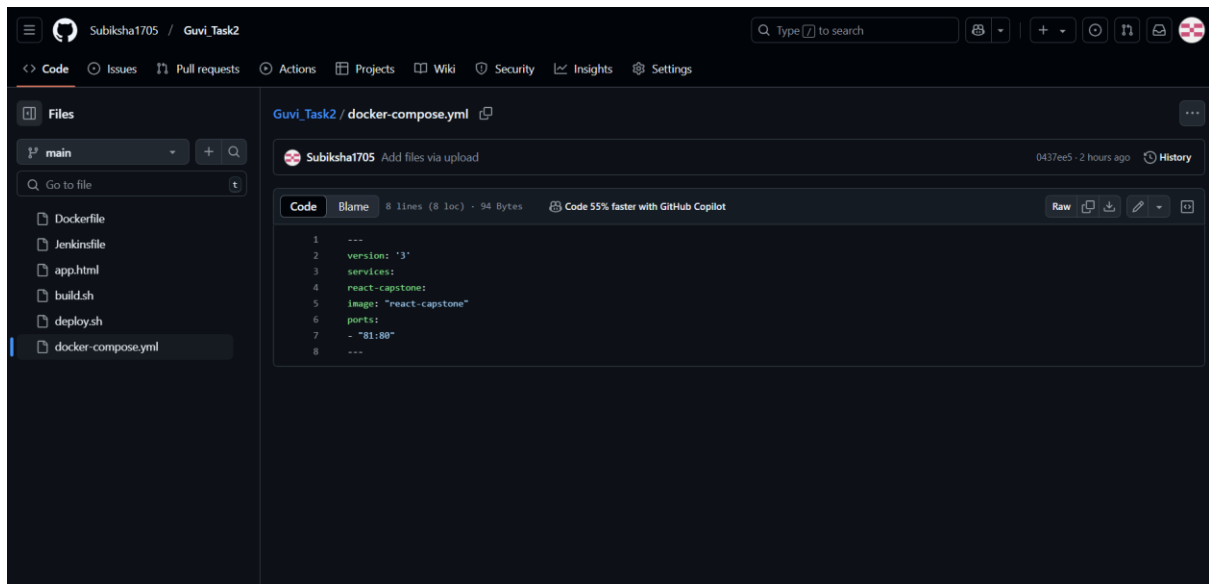 Subiksha1705 / Guvi_Task2
Type / to search
Code Issues Pull requests Actions Projects Wiki Security Insights Settings
Files
main
Go to file t
Dockerfile
Jenkinsfile
app.html
build.sh
deploy.sh
docker-compose.yml
Guvi_Task2 / docker-compose.yml
Subiksha1705 Add files via upload
0437ee5 · 2 hours ago History
Code Blame 8 lines (8 loc) · 94 Bytes Code 55% faster with GitHub Copilot
Raw
1 ---
2 version: '3'
3 services:
4 react-capstone:
5 image: "react-capstone"
6 ports:
7 - "81:80"
8 ---